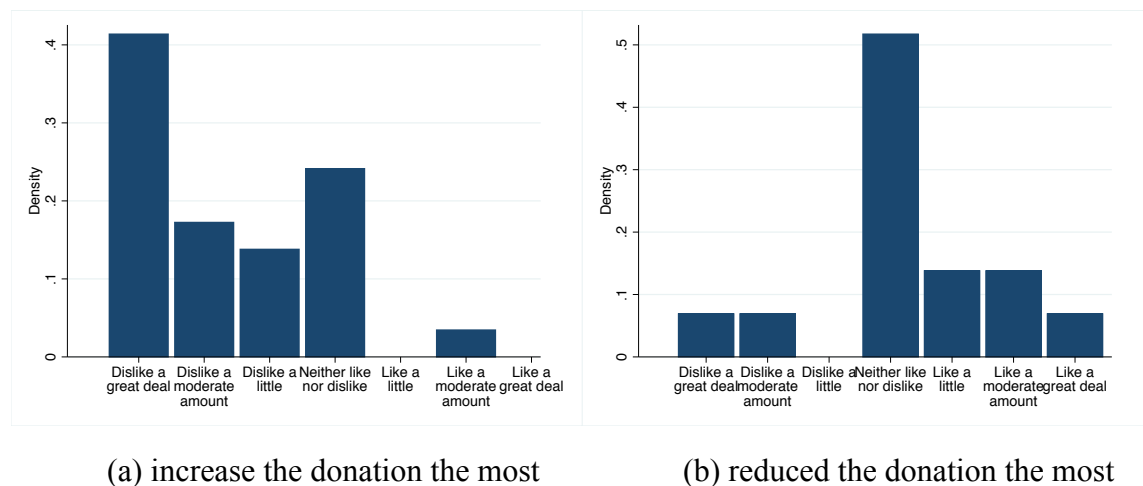 .4
.3
.2
.1
0
Density
Dislike a great deal
Dislike a moderate amount
Dislike a little
Neither like nor dislike
Like a little
Like a moderate amount
Like a great deal
(a) increase the donation the most
.5
.4
.3
.2
.1
0
Density
Dislike a great deal
Dislike a moderate amount
Dislike a little
Neither like nor dislike
Like a little
Like a moderate amount
Like a great deal
(b) reduced the donation the most